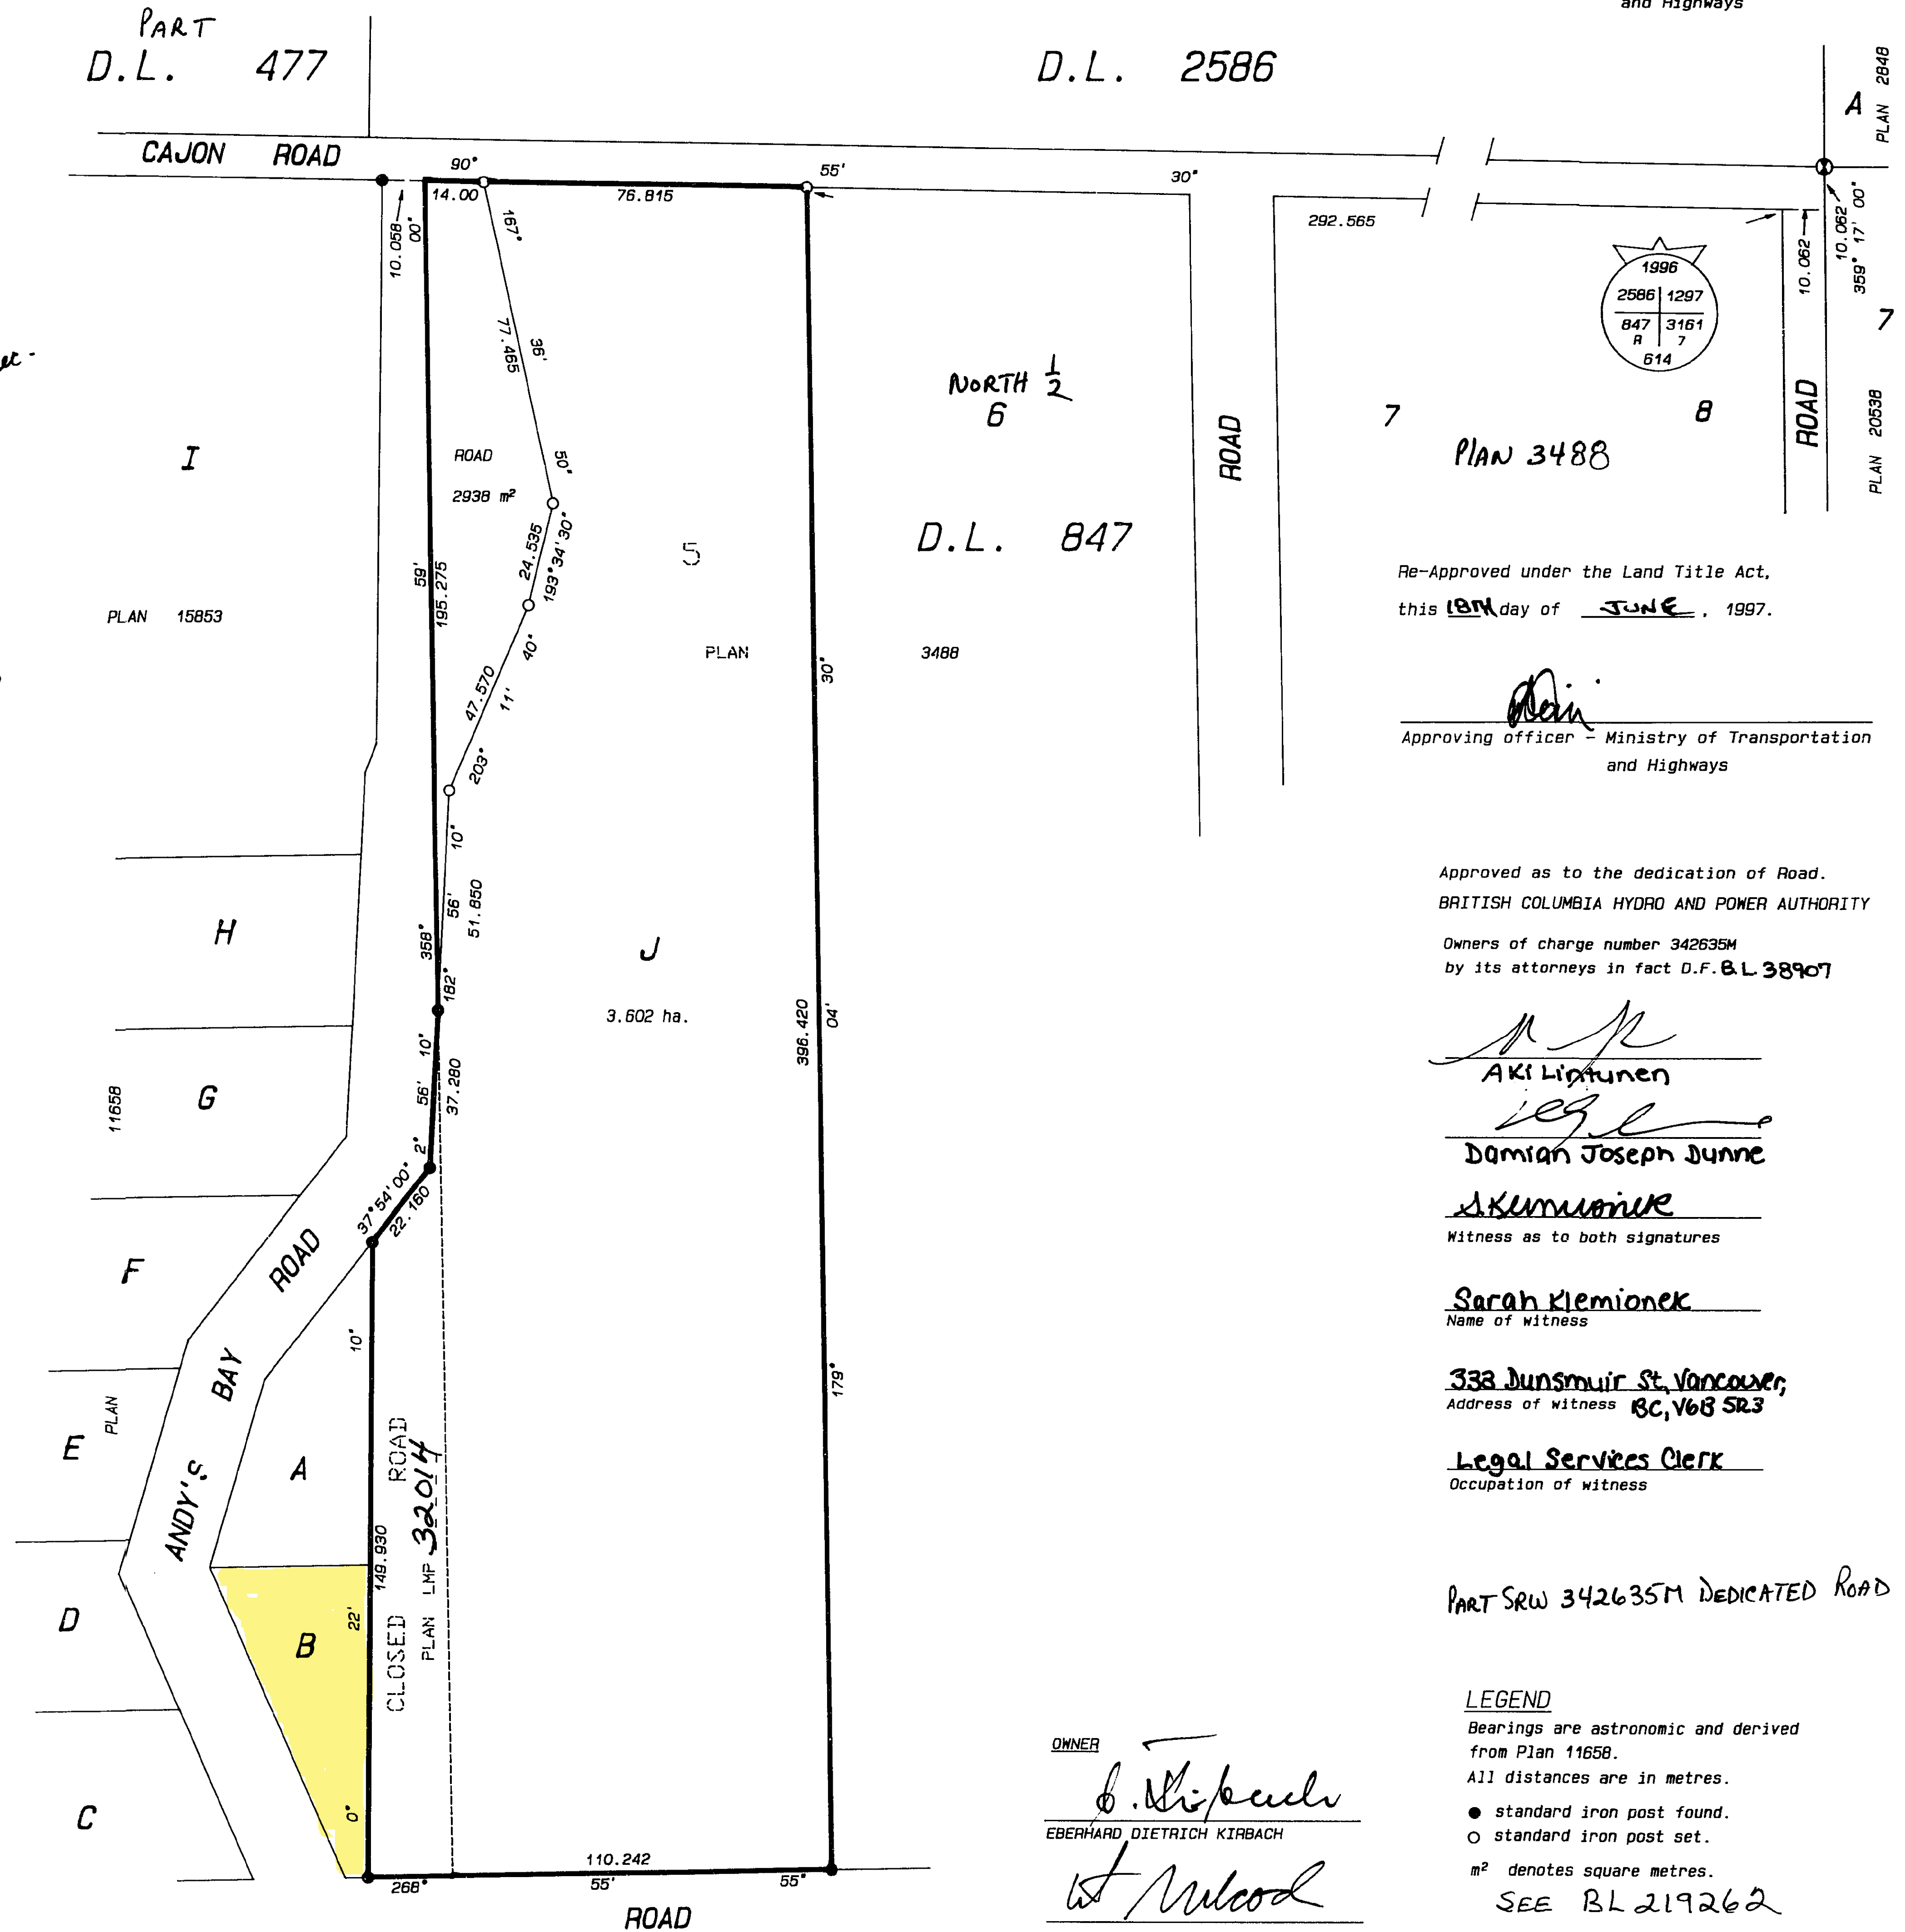 and Highways
PART
D.L. 477
D.L. 2586
A
PLAN 2848
CAJON ROAD
90° 55' 30"
14.00
76.815
292.565
10.058
00"
167° 36' 50"
77.465
10.062
10.062
359° 17' 00"
1996
2586 1297
847 3161
R 7
614
7
NORTH 1/2
6
7
8
ROAD
ROAD
PLAN 20538
PLAN 3488
I
ROAD
2938 m²
24.535
193° 34' 30"
5
D.L. 847
59'
195.275
PLAN 15853
PLAN 3488
47.570
203° 11' 40"
30"
Re-Approved under the Land Title Act,
this 18TH day of JUNE, 1997.
Approving officer - Ministry of Transportation
and Highways
H
358°
182° 56' 10"
51.850
J
3.602 ha.
396.420
04'
179°
Approved as to the dedication of Road.
BRITISH COLUMBIA HYDRO AND POWER AUTHORITY
Owners of charge number 342635M
by its attorneys in fact D.F. BL 38907
AKI Lintunen
Damian Joseph Dunne
S.Klemionek
Witness as to both signatures
Sarah Klemionek
Name of witness
333 Dunsmuir St, Vancouver,
Address of witness BC, V6B 5R3
Legal Services Clerk
Occupation of witness
G
11658
2° 56' 10"
37.280
37° 54' 00"
22.160
F
ANDY'S BAY ROAD
E
PLAN
A
10"
CLOSED ROAD
PLAN LMP 32014
149.930
D
B
22'
0°
C
PART SRW 342635M DEDICATED ROAD
110.242
268° 55' 55"
ROAD
OWNER
EBERHARD DIETRICH KIRBACH
LEGEND
Bearings are astronomic and derived
from Plan 11658.
All distances are in metres.
● standard iron post found.
○ standard iron post set.
m² denotes square metres.
SEE BL219262